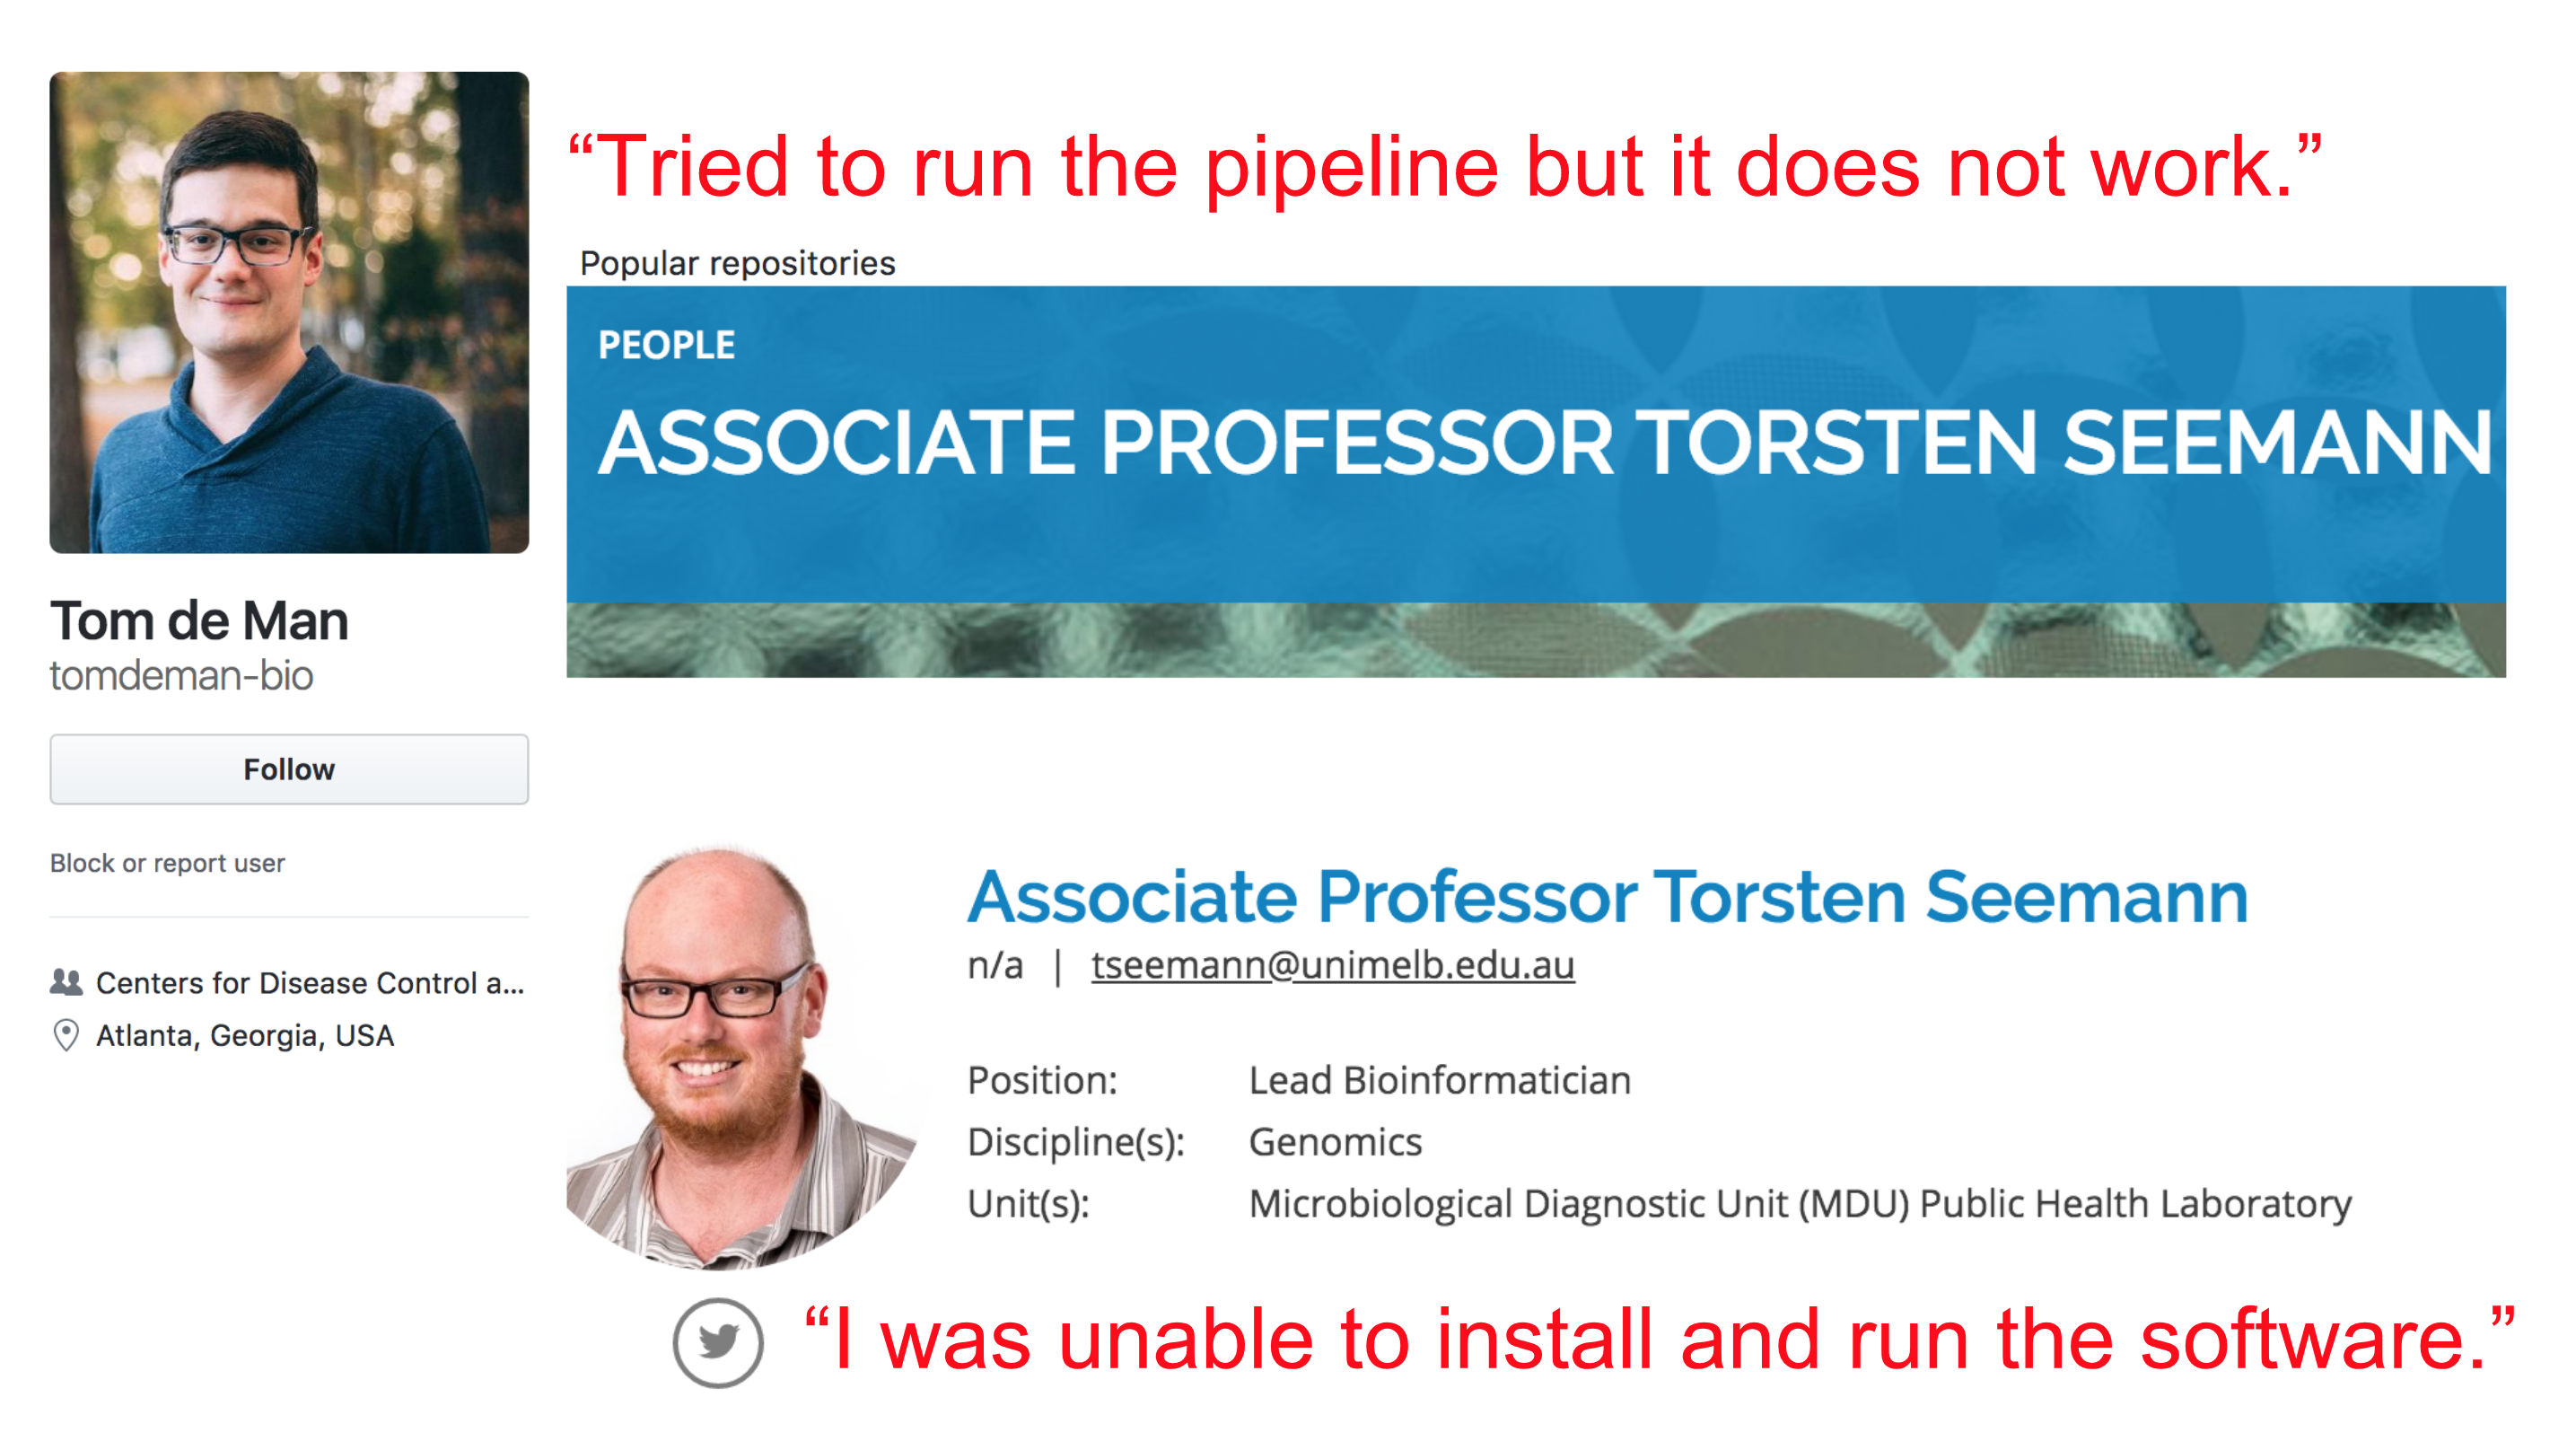 “Tried to run the pipeline but it does not work.”
Popular repositories
PEOPLE
ASSOCIATE PROFESSOR TORSTEN SEEMANN
Tom de Man
tomdeman-bio
Follow
Block or report user
Centers for Disease Control a...
Atlanta, Georgia, USA
Associate Professor Torsten Seemann
n/a | tseemann@unimelb.edu.au
Position: Lead Bioinformatician
Discipline(s): Genomics
Unit(s): Microbiological Diagnostic Unit (MDU) Public Health Laboratory
“I was unable to install and run the software.”